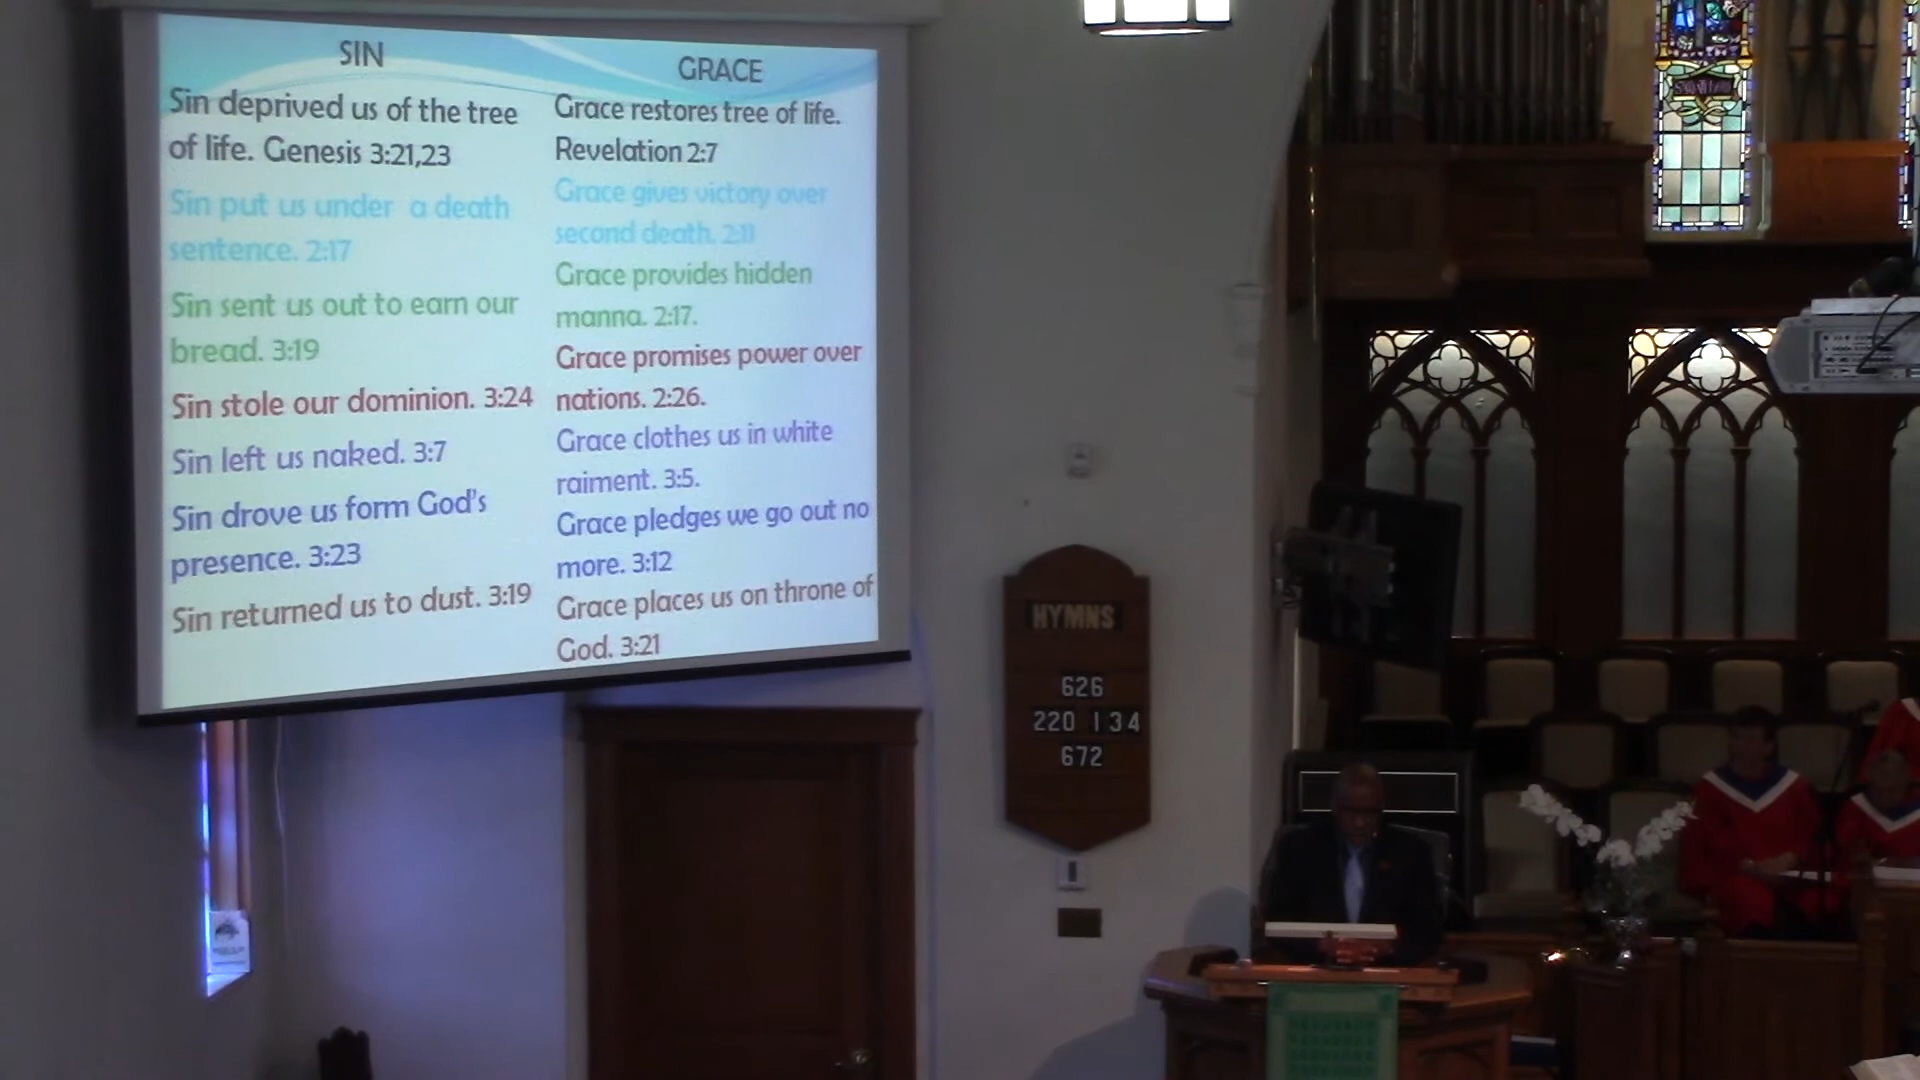 SIN
Sin deprived us of the tree
of life. Genesis 3:21,23
Sin put us under a death
sentence. 2:17
Sin sent us out to earn our
bread. 3:19
Sin stole our dominion. 3:24
Sin left us naked. 3:7
Sin drove us form God's
presence. 3:23
Sin returned us to dust. 3:19
GRACE
Grace restores tree of life.
Revelation 2:7
Grace gives victory over
second death. 2:11
Grace provides hidden
manna. 2:17.
Grace promises power over
nations. 2:26.
Grace clothes us in white
raiment. 3:5.
Grace pledges we go out no
more. 3:12
Grace places us on throne of
God. 3:21
HYMNS
626
220 134
672